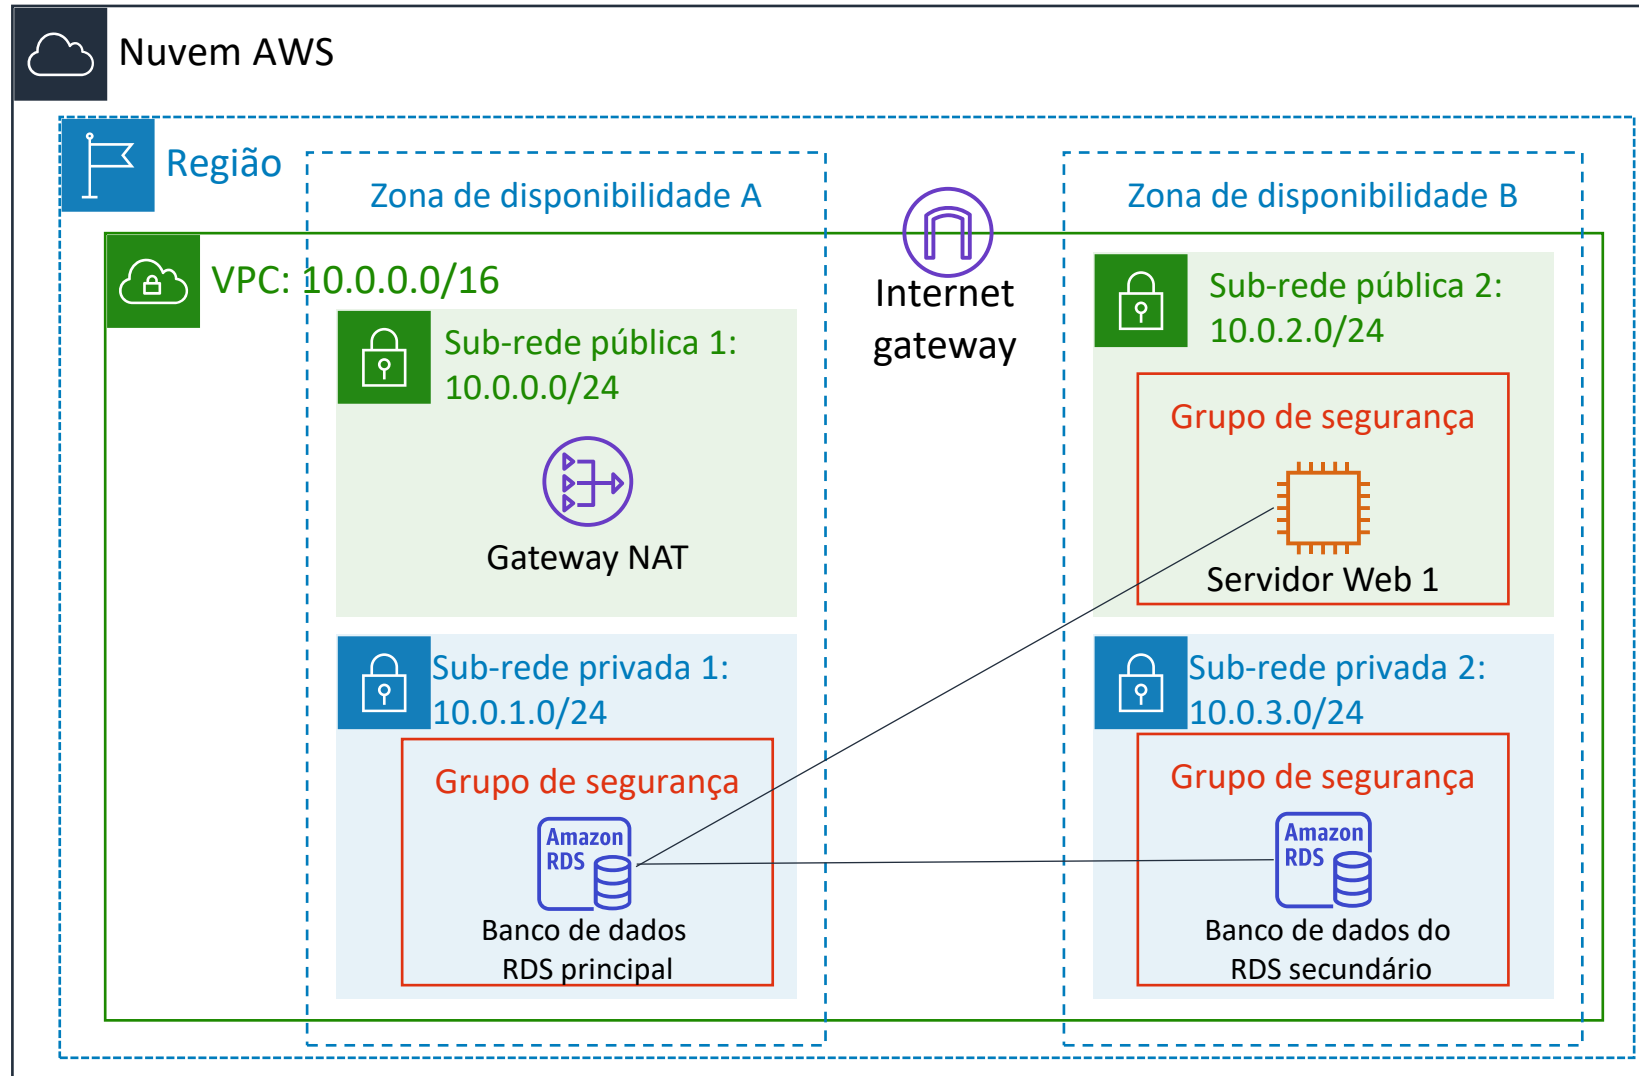 Nuvem AWS
Região
Zona de disponibilidade A
Zona de disponibilidade B
VPC: 10.0.0.0/16
Internet
gateway
Sub-rede pública 1:
10.0.0.0/24
Gateway NAT
Sub-rede pública 2:
10.0.2.0/24
Grupo de segurança
Servidor Web 1
Sub-rede privada 1:
10.0.1.0/24
Grupo de segurança
Amazon
RDS
Banco de dados
RDS principal
Sub-rede privada 2:
10.0.3.0/24
Grupo de segurança
Amazon
RDS
Banco de dados do
RDS secundário